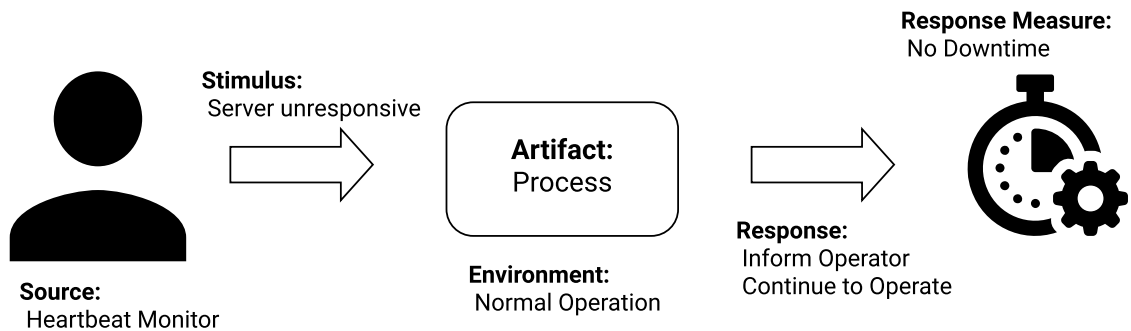 Source:
Heartbeat Monitor
Stimulus:
Server unresponsive
Artifact:
Process
Environment:
Normal Operation
Response:
Inform Operator
Continue to Operate
Response Measure:
No Downtime